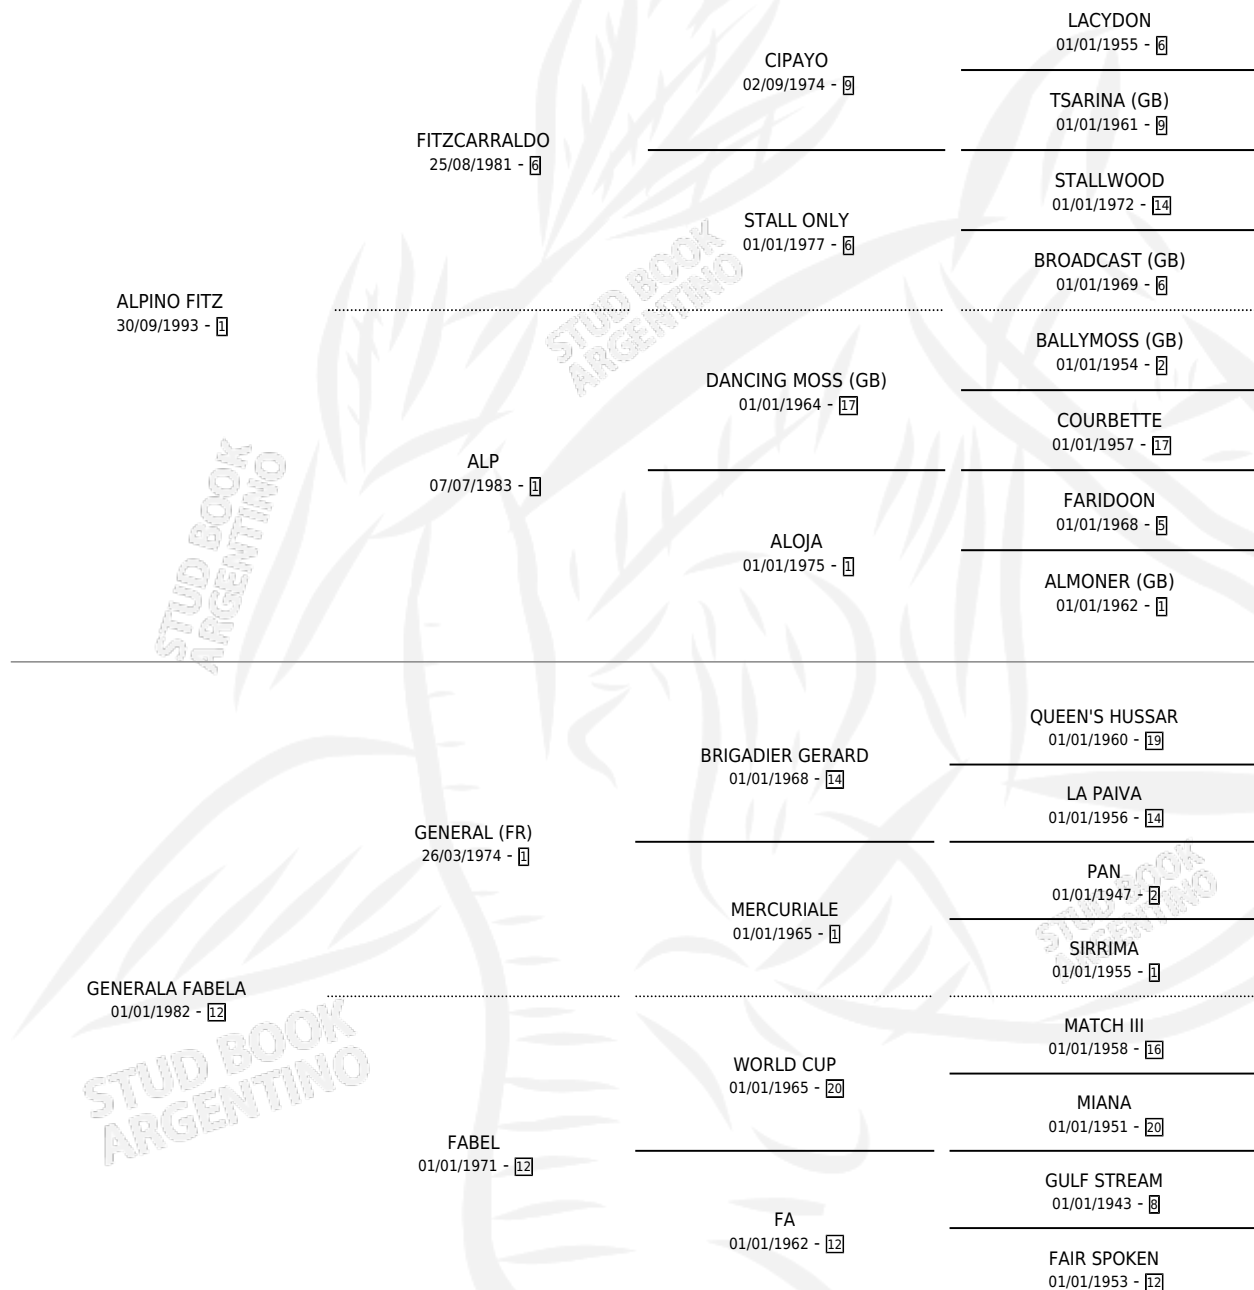 LACYDON
01/01/1955 - 6
CIPAYO
02/09/1974 - 9
TSARINA (GB)
01/01/1961 - 9
FITZCARRALDO
25/08/1981 - 6
STALLWOOD
01/01/1972 - 14
STALL ONLY
01/01/1977 - 6
BROADCAST (GB)
01/01/1969 - 6
STUD BOOK
ARGENTINO
ALPINO FITZ
30/09/1993 - 1
BALLYMOSS (GB)
01/01/1954 - 2
DANCING MOSS (GB)
01/01/1964 - 17
COURBETTE
01/01/1957 - 17
ALP
07/07/1983 - 1
FARIDOON
01/01/1968 - 5
ALOJA
01/01/1975 - 1
ALMONER (GB)
01/01/1962 - 1
STUD BOOK
ARGENTINO
QUEEN'S HUSSAR
01/01/1960 - 19
BRIGADIER GERARD
01/01/1968 - 14
LA PAIVA
01/01/1956 - 14
GENERAL (FR)
26/03/1974 - 1
PAN
01/01/1947 - 2
MERCURIALE
01/01/1965 - 1
STUD BOOK
ARGENTINO
SIRRIMA
01/01/1955 - 1
GENERALA FABELA
01/01/1982 - 12
MATCH III
01/01/1958 - 16
WORLD CUP
01/01/1965 - 20
MIANA
01/01/1951 - 20
STUD BOOK
ARGENTINO
FABEL
01/01/1971 - 12
GULF STREAM
01/01/1943 - 8
FA
01/01/1962 - 12
FAIR SPOKEN
01/01/1953 - 12